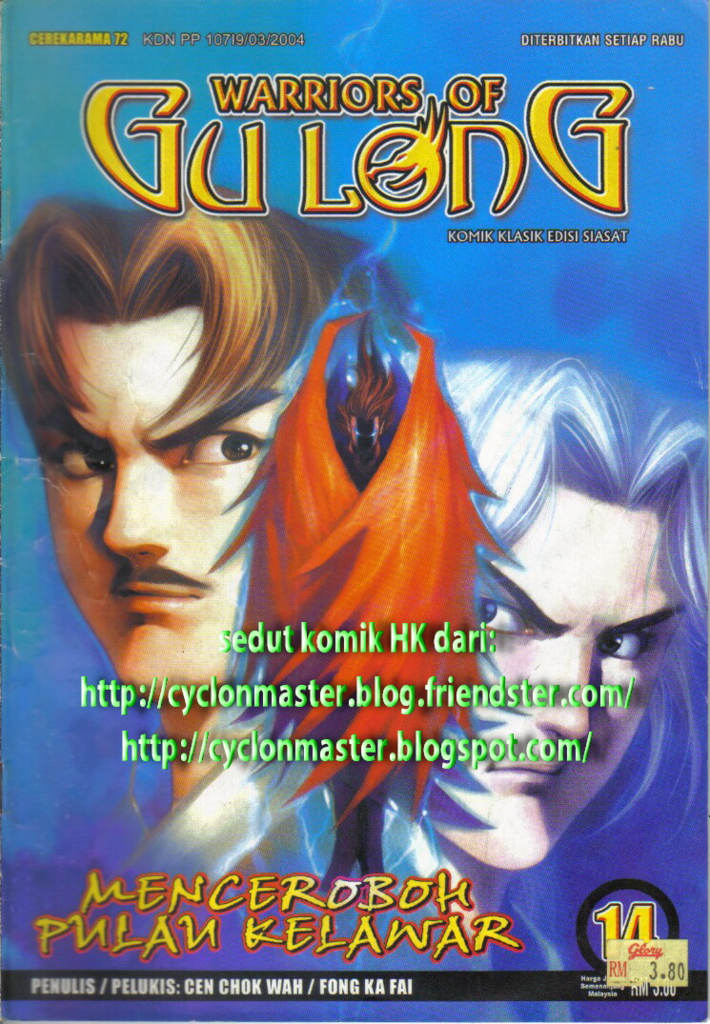 CEREKARAMA 72 KDN PP 10719/03/2004
DITERBITKAN SETIAP RABU
WARRIORS OF
GU LONG
KOMIK KLASIK EDISI SIASAT
sedut komik HK dari:
http://cyclonmaster.blog.friendster.com/
http://cyclonmaster.blogspot.com/
MENCEROBOH
PULAU KELAWAR
14
Glory
RM 3.80
Semenanjung
Malaysia
PENULIS / PELUKIS: CEN CHOK WAH / FONG KA FAI